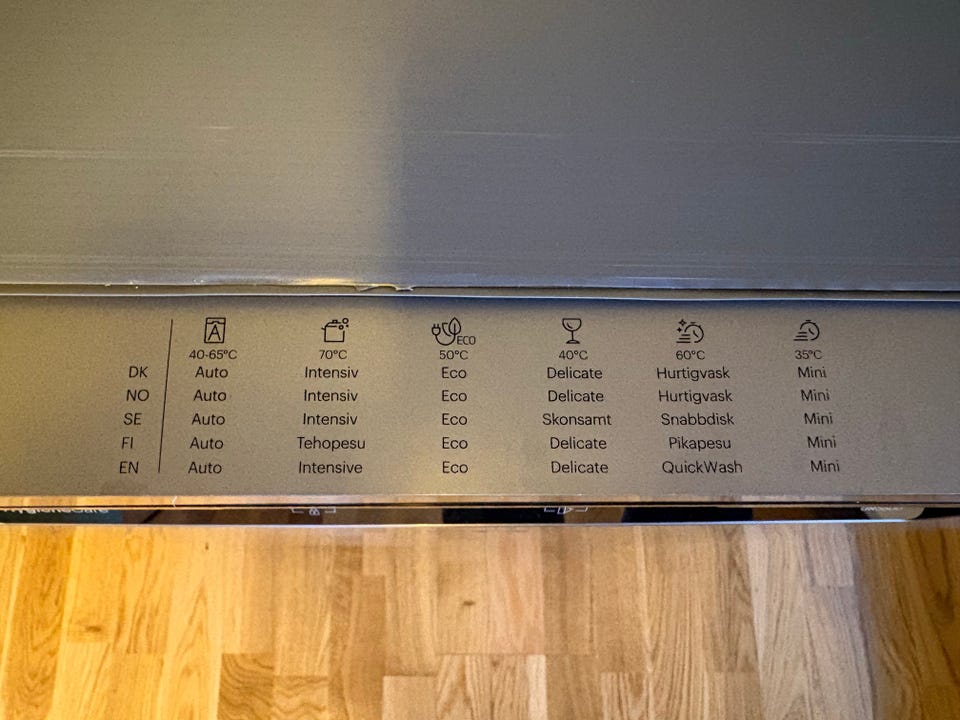 A ECO
40-65°C 70°C 50°C 40°C 60°C 35°C
DK Auto Intensiv Eco Delicate Hurtigvask Mini
NO Auto Intensiv Eco Delicate Hurtigvask Mini
SE Auto Intensiv Eco Skonsamt Snabbdisk Mini
FI Auto Tehopesu Eco Delicate Pikapesu Mini
EN Auto Intensive Eco Delicate QuickWash Mini